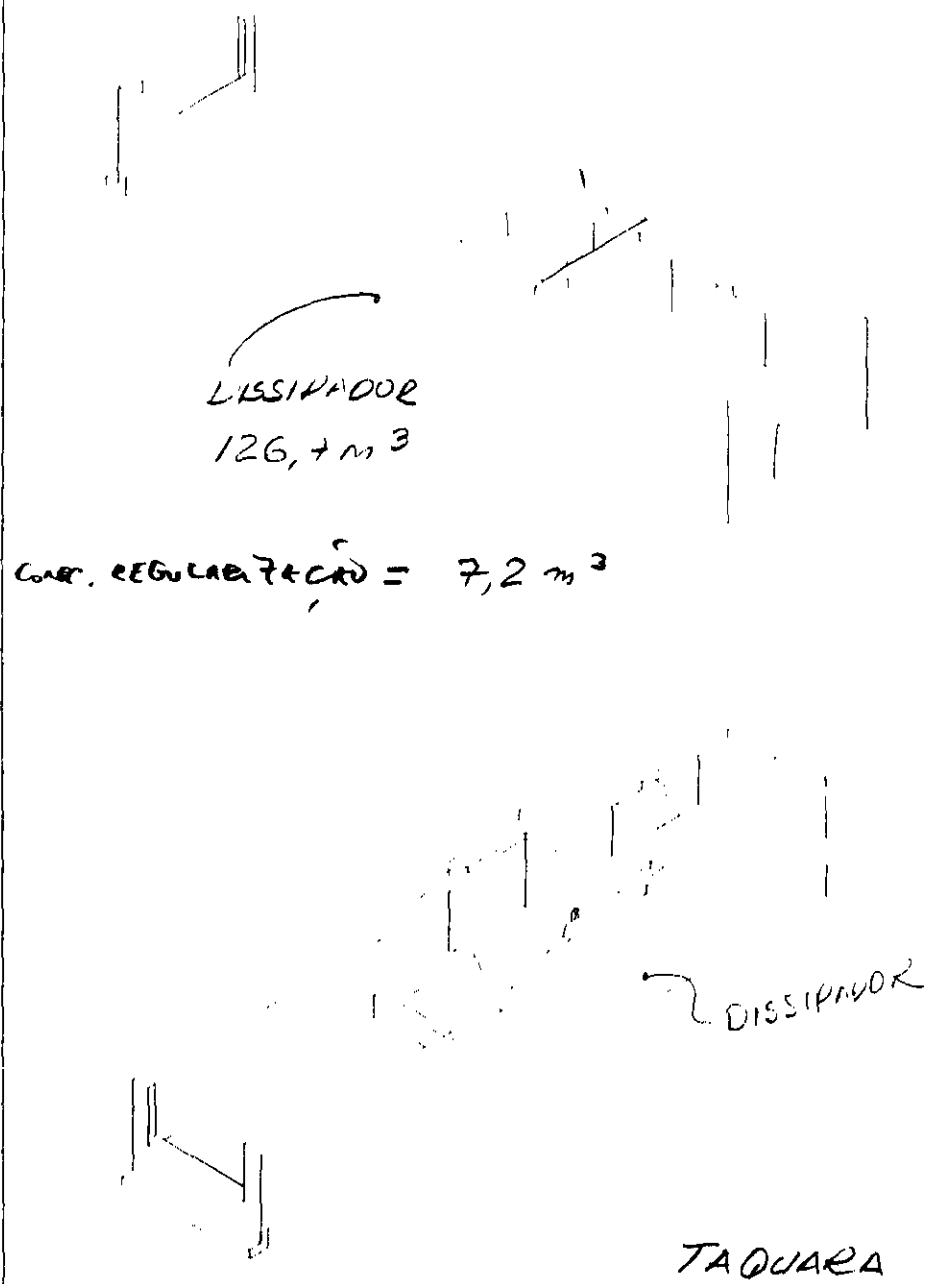 DISSIPADOR
126,7 m³
CONC. REGULARIZAÇÃO = 7,2 m³
DISSIPADOR
TAQUARA